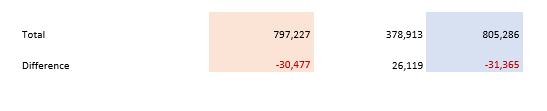 Total 797,227 378,913 805,286
Difference -30,477 26,119 -31,365